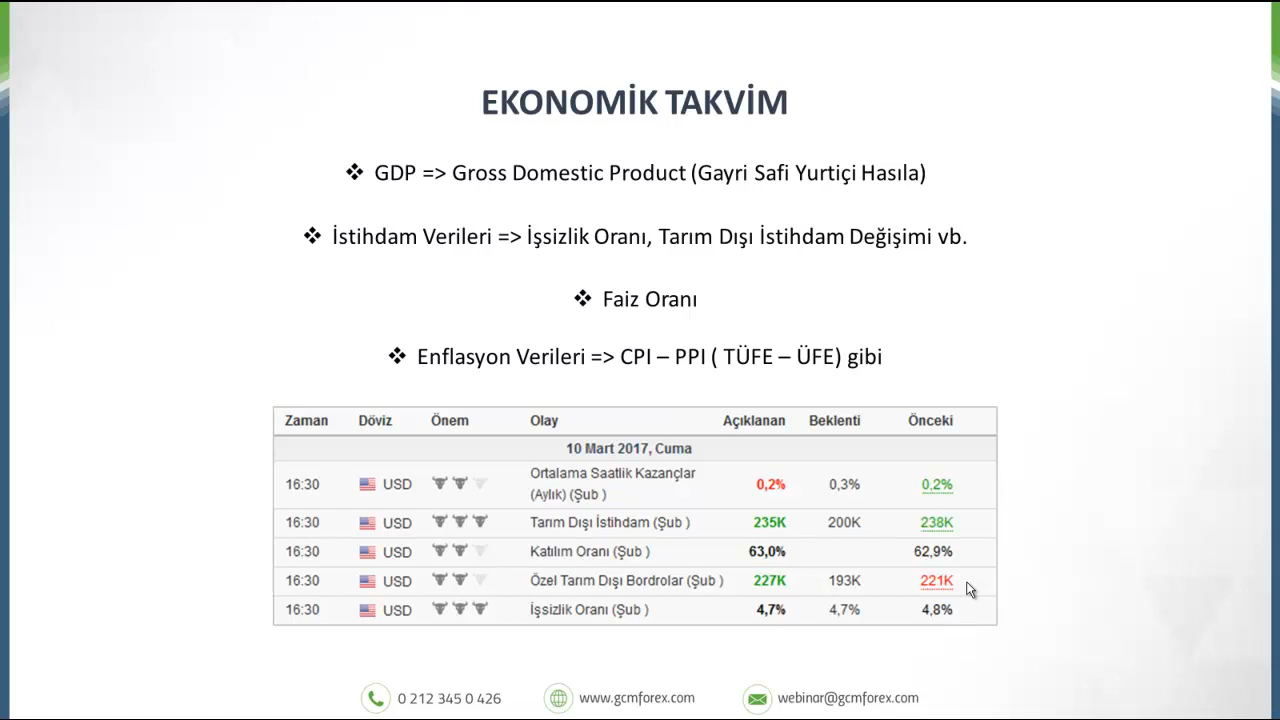 EKONOMİK TAKVİM
❖ GDP => Gross Domestic Product (Gayri Safi Yurtiçi Hasıla)
❖ İstihdam Verileri => İşsizlik Oranı, Tarım Dışı İstihdam Değişimi vb.
❖ Faiz Oranı
❖ Enflasyon Verileri => CPI – PPI ( TÜFE – ÜFE) gibi
Zaman Döviz Önem Olay Açıklanan Beklenti Önceki
10 Mart 2017, Cuma
16:30 USD Ortalama Saatlik Kazançlar 0,2% 0,3% 0,2%
(Aylık) (Şub )
16:30 USD Tarım Dışı İstihdam (Şub ) 235K 200K 238K
16:30 USD Katılım Oranı (Şub ) 63,0% 62,9%
16:30 USD Özel Tarım Dışı Bordrolar (Şub ) 227K 193K 221K
16:30 USD İşsizlik Oranı (Şub ) 4,7% 4,7% 4,8%
0 212 345 0 426 www.gcmforex.com webinar@gcmforex.com